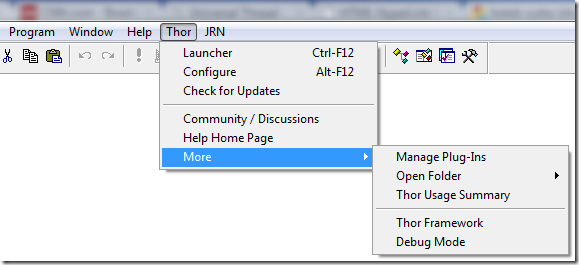 Program Window Help Thor JRN
Launcher Ctrl-F12
Configure Alt-F12
Check for Updates
Community / Discussions
Help Home Page
More
Manage Plug-Ins
Open Folder
Thor Usage Summary
Thor Framework
Debug Mode